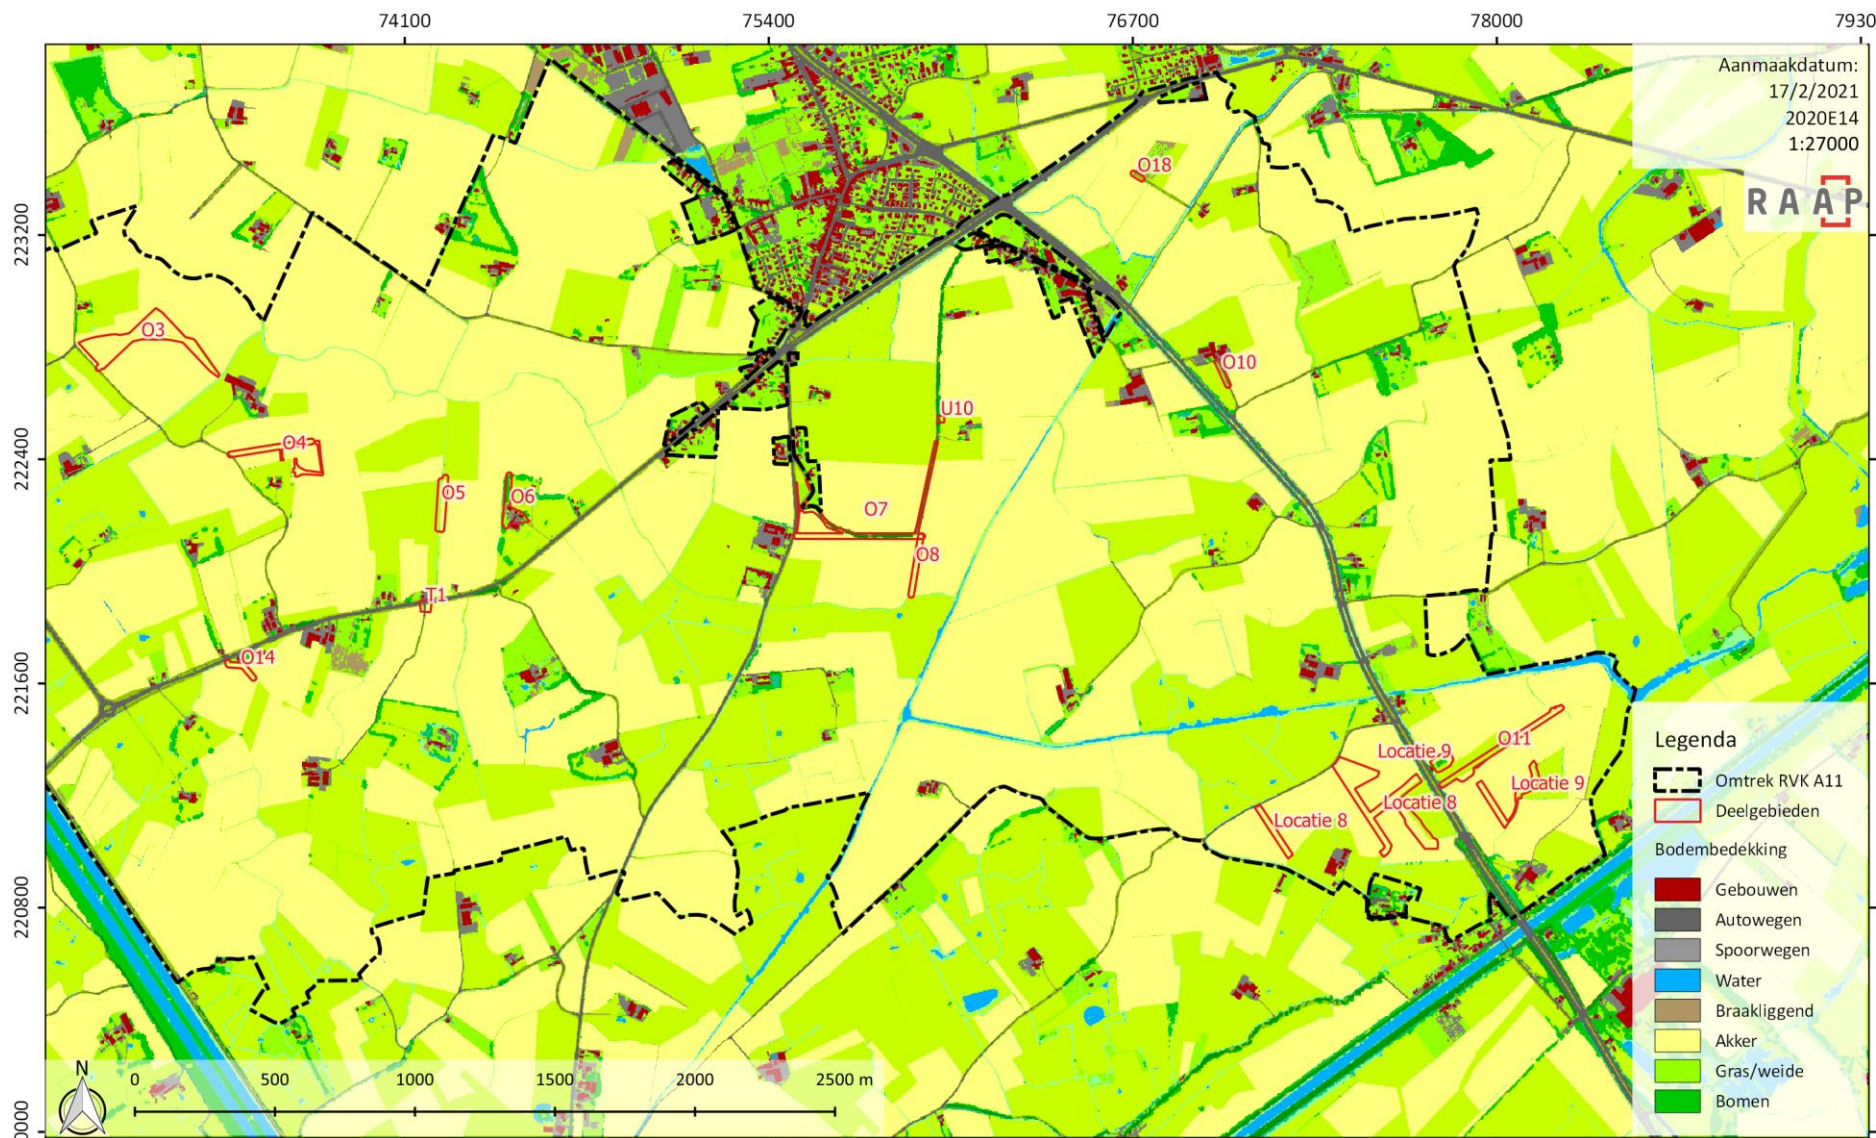 74100
75400
76700
78000
7930
Aanmaakdatum:
17/2/2021
2020E14
1:27000
RAAP
223200
222400
221600
220800
0000
O18
O3
O10
U10
O4
O5
O6
O7
O8
T1
O14
O11
Locatie 9
Locatie 9
Locatie 8
Locatie 8
Legenda
Omtrek RVK A11
Deelgebieden
Bodembedekking
Gebouwen
Autowegen
Spoorwegen
Water
Braakliggend
Akker
Gras/weide
Bomen
N
0 500 1000 1500 2000 2500 m